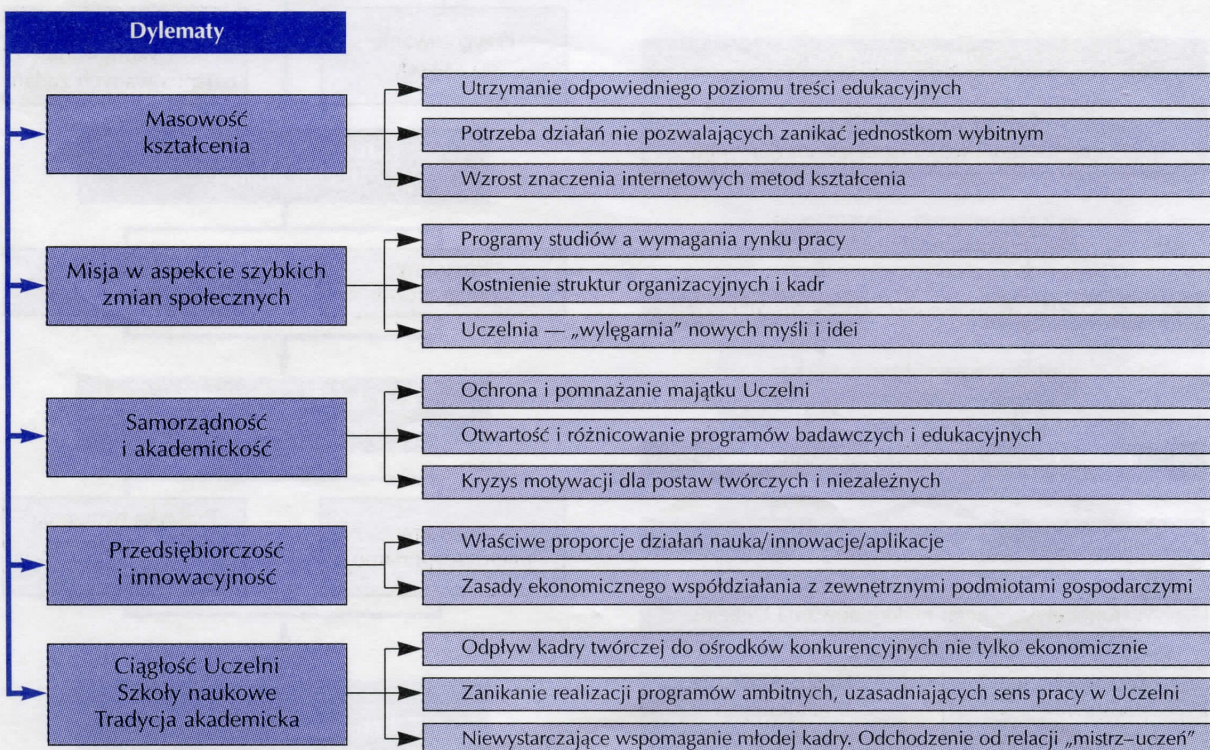 Dylematy
Masowość
kształcenia
Utrzymanie odpowiedniego poziomu treści edukacyjnych
Potrzeba działań nie pozwalających zanikać jednostkom wybitnym
Wzrost znaczenia internetowych metod kształcenia
Misja w aspekcie szybkich
zmian społecznych
Programy studiów a wymagania rynku pracy
Kostnienie struktur organizacyjnych i kadr
Uczelnia — „wylęgarnia” nowych myśli i idei
Samorządność
i akademickość
Ochrona i pomnażanie majątku Uczelni
Otwartość i różnicowanie programów badawczych i edukacyjnych
Kryzys motywacji dla postaw twórczych i niezależnych
Przedsiębiorczość
i innowacyjność
Właściwe proporcje działań nauka/innowacje/aplikacje
Zasady ekonomicznego współdziałania z zewnętrznymi podmiotami gospodarczymi
Ciągłość Uczelni
Szkoły naukowe
Tradycja akademicka
Odpływ kadry twórczej do ośrodków konkurencyjnych nie tylko ekonomicznie
Zanikanie realizacji programów ambitnych, uzasadniających sens pracy w Uczelni
Niewystarczające wspomaganie młodej kadry. Odchodzenie od relacji „mistrz–uczeń”